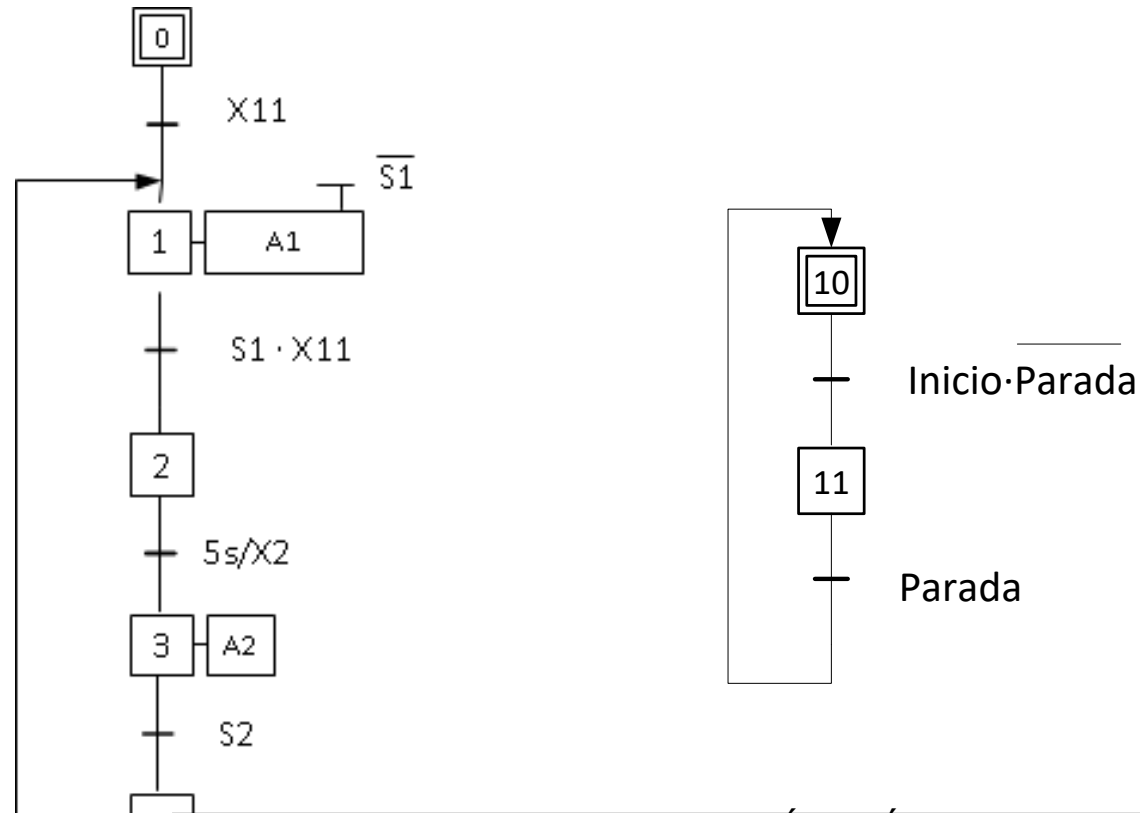 0
X11
S1
1
A1
S1 · X11
2
5s/X2
3
A2
S2
10
Inicio·Parada
11
Parada